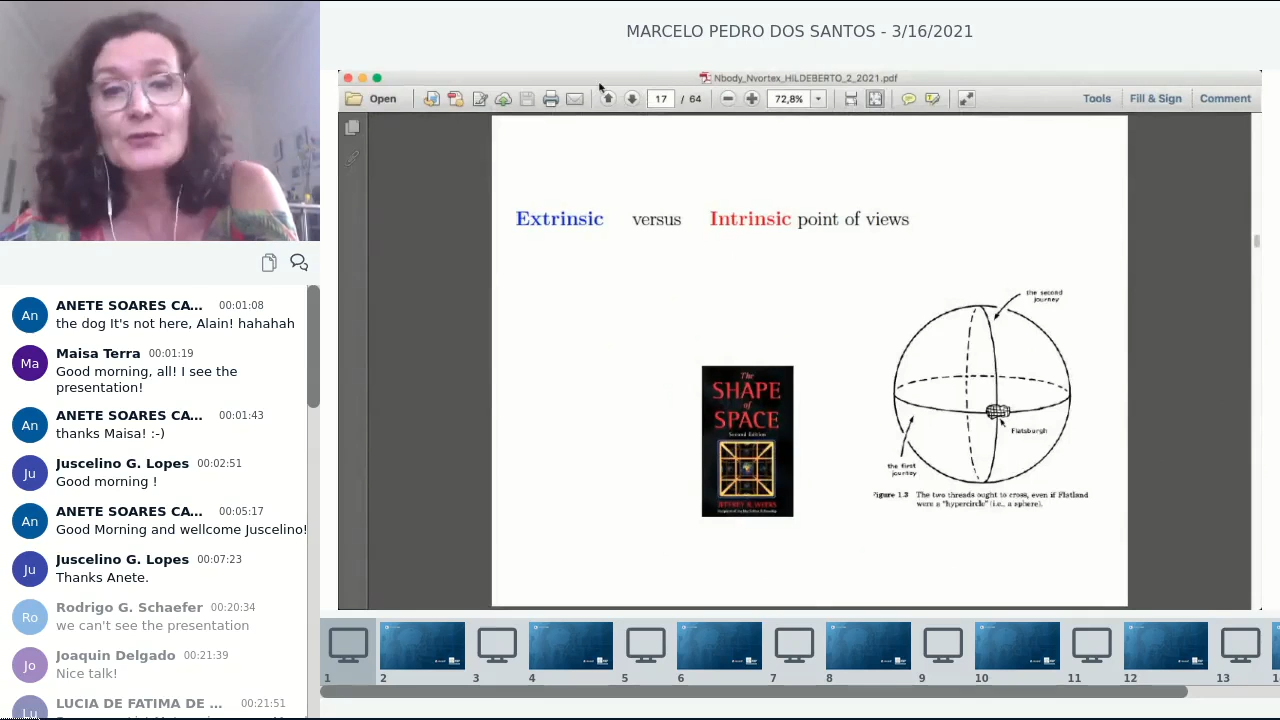 MARCELO PEDRO DOS SANTOS - 3/16/2021
Nbody_Nvortex_HILDEBERTO_2_2021.pdf
Open
17 / 64
72,8%
Tools
Fill & Sign
Comment
Extrinsic versus Intrinsic point of views
The
SHAPE
of
SPACE
Second Edition
the second
journey
Flatsburgh
the first
journey
Figure 1.3 The two threads ought to cross, even if Flatland
were a "hypercircle" (i.e., a sphere).
An
ANETE SOARES CA... 00:01:08
the dog It's not here, Alain! hahahah
Ma
Maisa Terra 00:01:19
Good morning, all! I see the
presentation!
An
ANETE SOARES CA... 00:01:43
thanks Maisa! :-)
Ju
Juscelino G. Lopes 00:02:51
Good morning !
An
ANETE SOARES CA... 00:05:17
Good Morning and wellcome Juscelino!
Ju
Juscelino G. Lopes 00:07:23
Thanks Anete.
Ro
Rodrigo G. Schaefer 00:20:34
we can't see the presentation
Jo
Joaquin Delgado 00:21:39
Nice talk!
Lu
LUCIA DE FATIMA DE ... 00:21:51
1
2
3
4
5
6
7
8
9
10
11
12
13